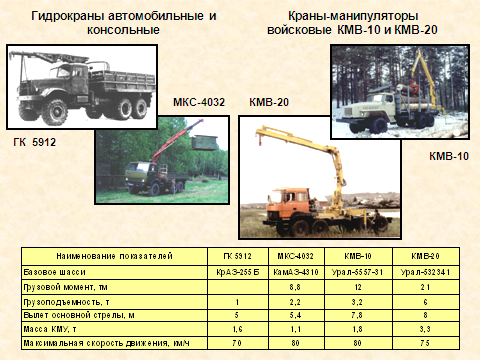 Гидрокраны автомобильные и
консольные
Краны-манипуляторы
войсковые КМВ-10 и КМВ-20
МКС-4032
КМВ-20
ГК 5912
КМВ-10
Наименование показателей ГК 5912 МКС-4032 КМВ-10 КМВ-20
Базовое шасси КрАЗ-255 Б КамАЗ-4310 Урал-5557-31 Урал-532341
Грузовой момент, тм 8,8 12 21
Грузоподъемность, т 1 2,2 3,2 6
Вылет основной стрелы, м 5 5,4 7,8 8
Масса КМУ, т 1,6 1,1 1,8 3,3
Максимальная скорость движения, км/ч 70 80 80 75